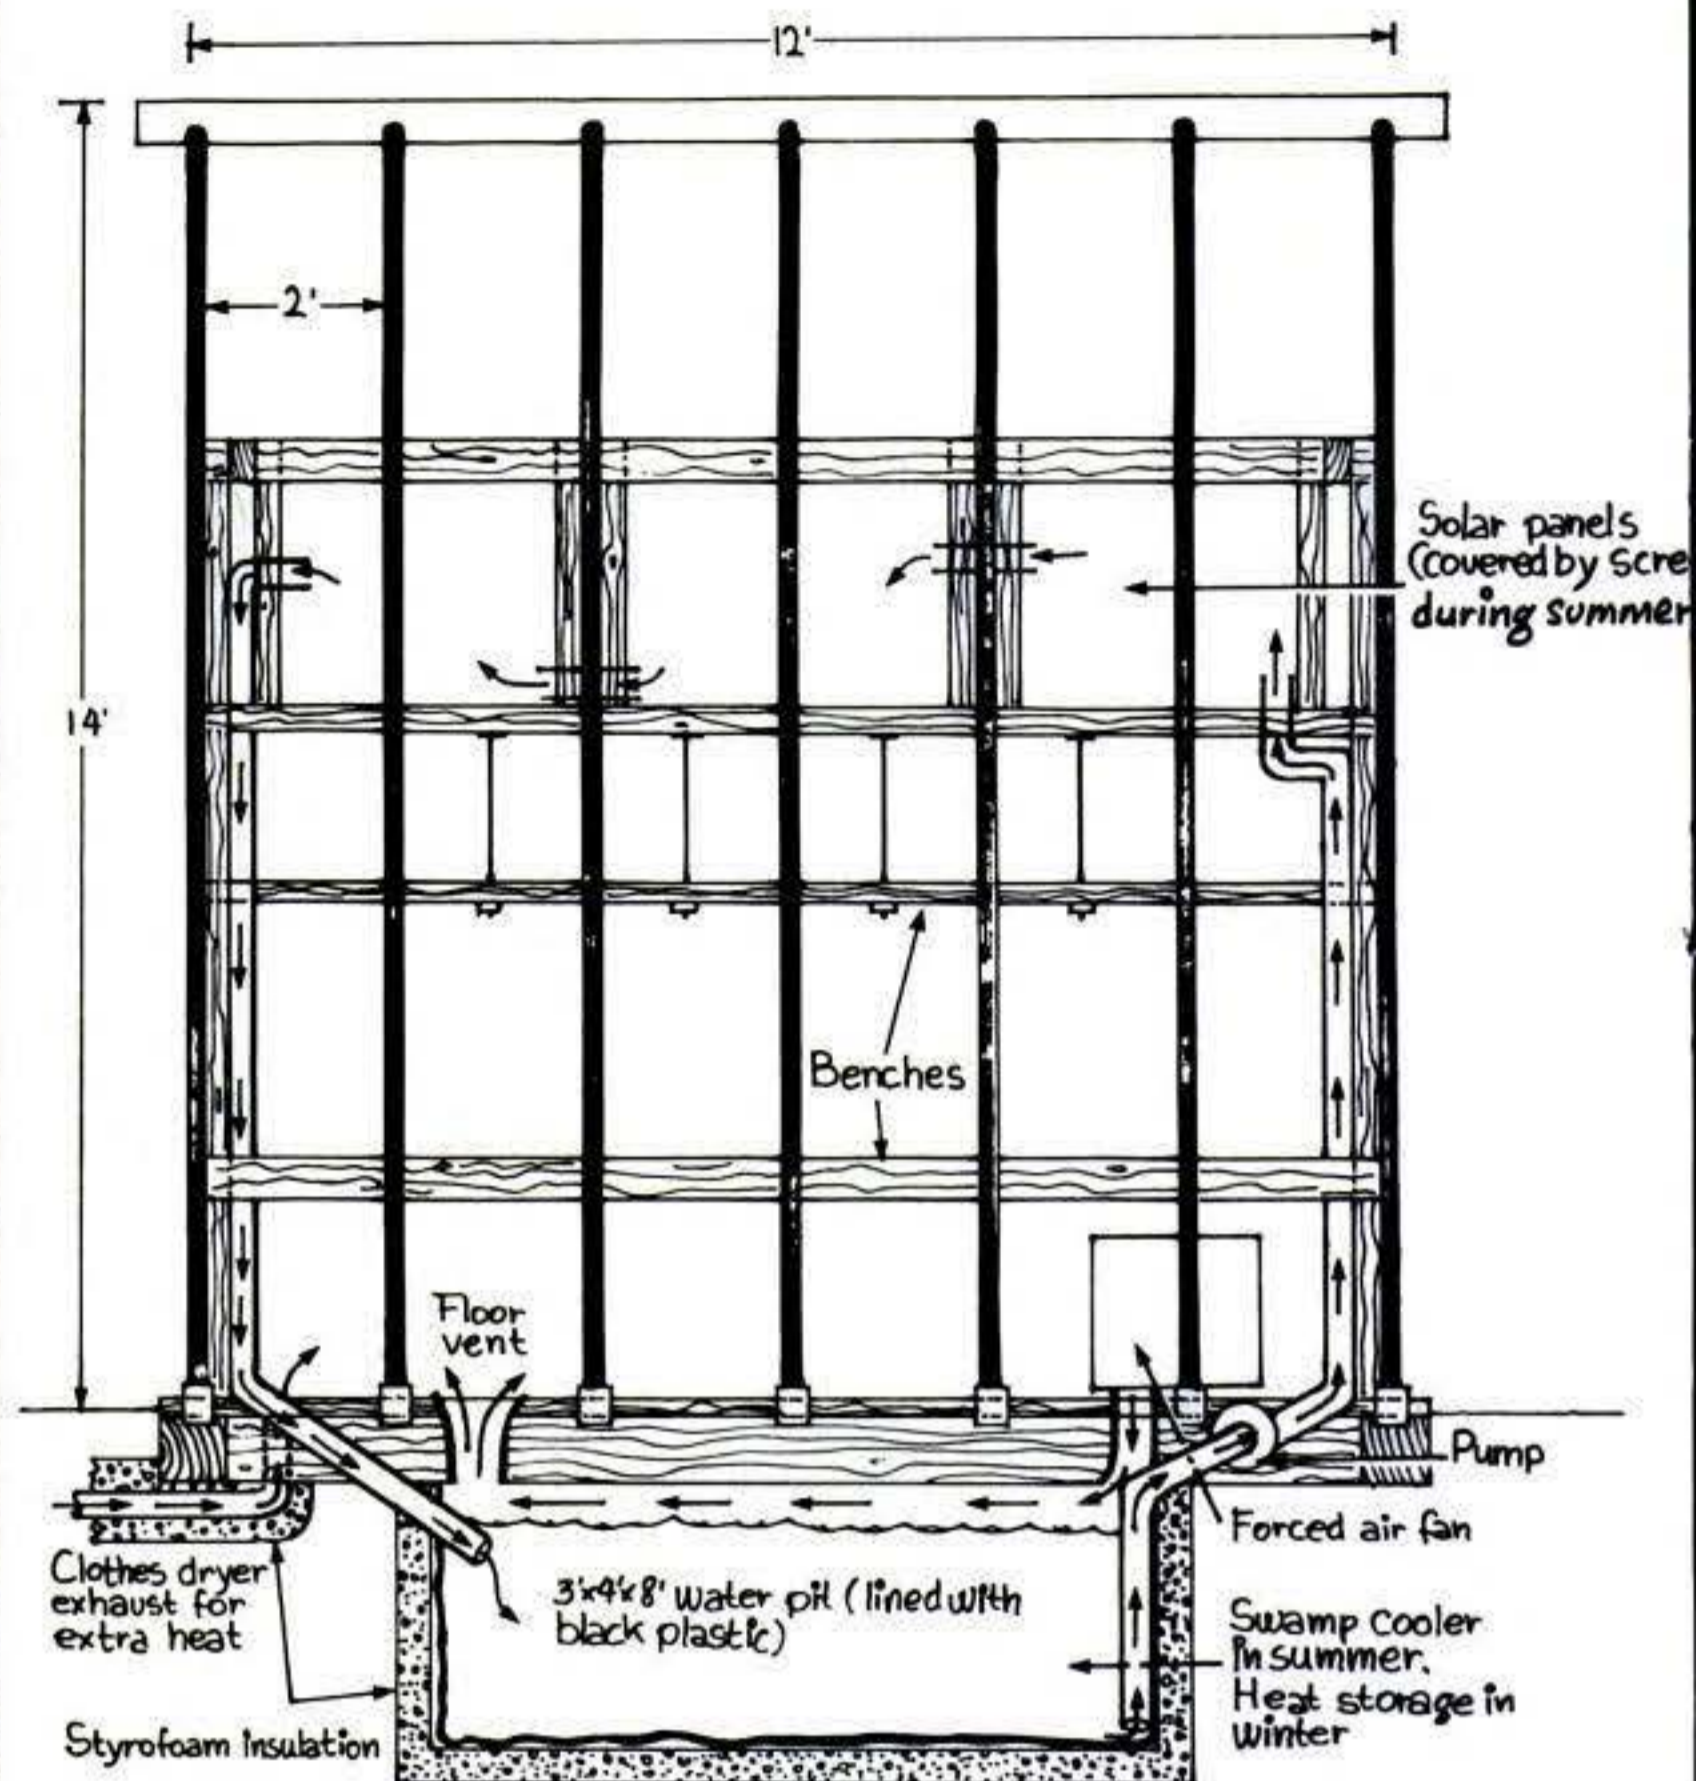 12'
2'
Solar panels
(covered by scre
during summer
14'
Benches
Floor
vent
Pump
Forced air fan
Clothes dryer
exhaust for
extra heat
3'x4'x8' water pit (lined with
black plastic)
Swamp cooler
in summer.
Heat storage in
winter
Styrofoam insulation